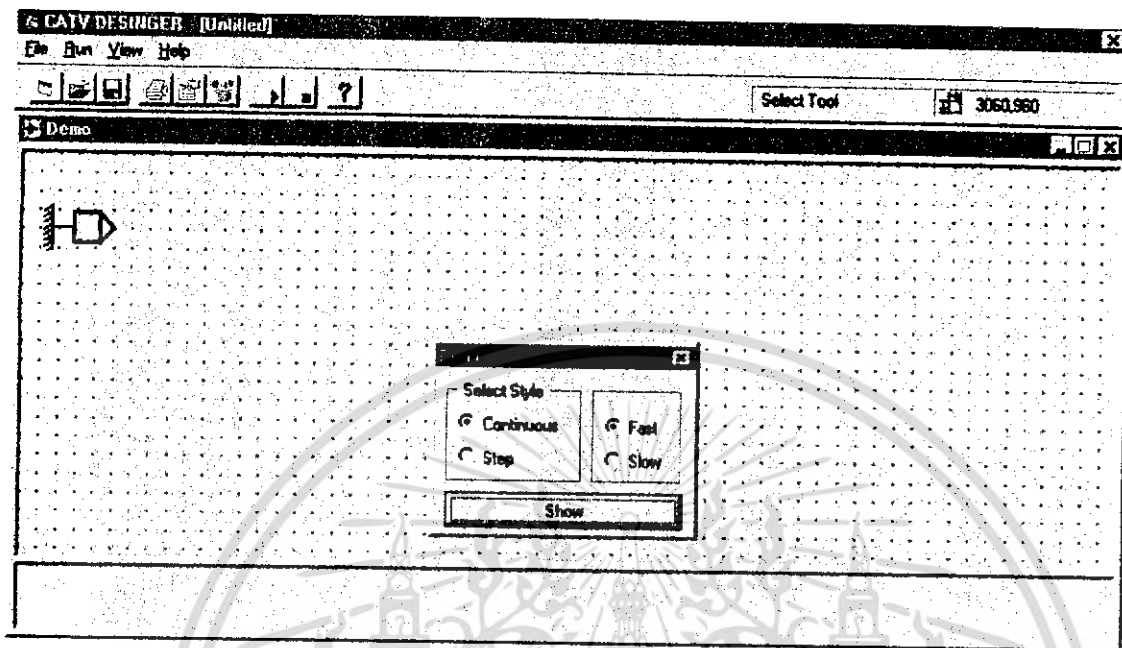 CATV DESINGER - [Untitled]
File Run View Help
?
Select Tool
3060,960
Demo
Select Style
Continuous
Fast
Step
Slow
Show